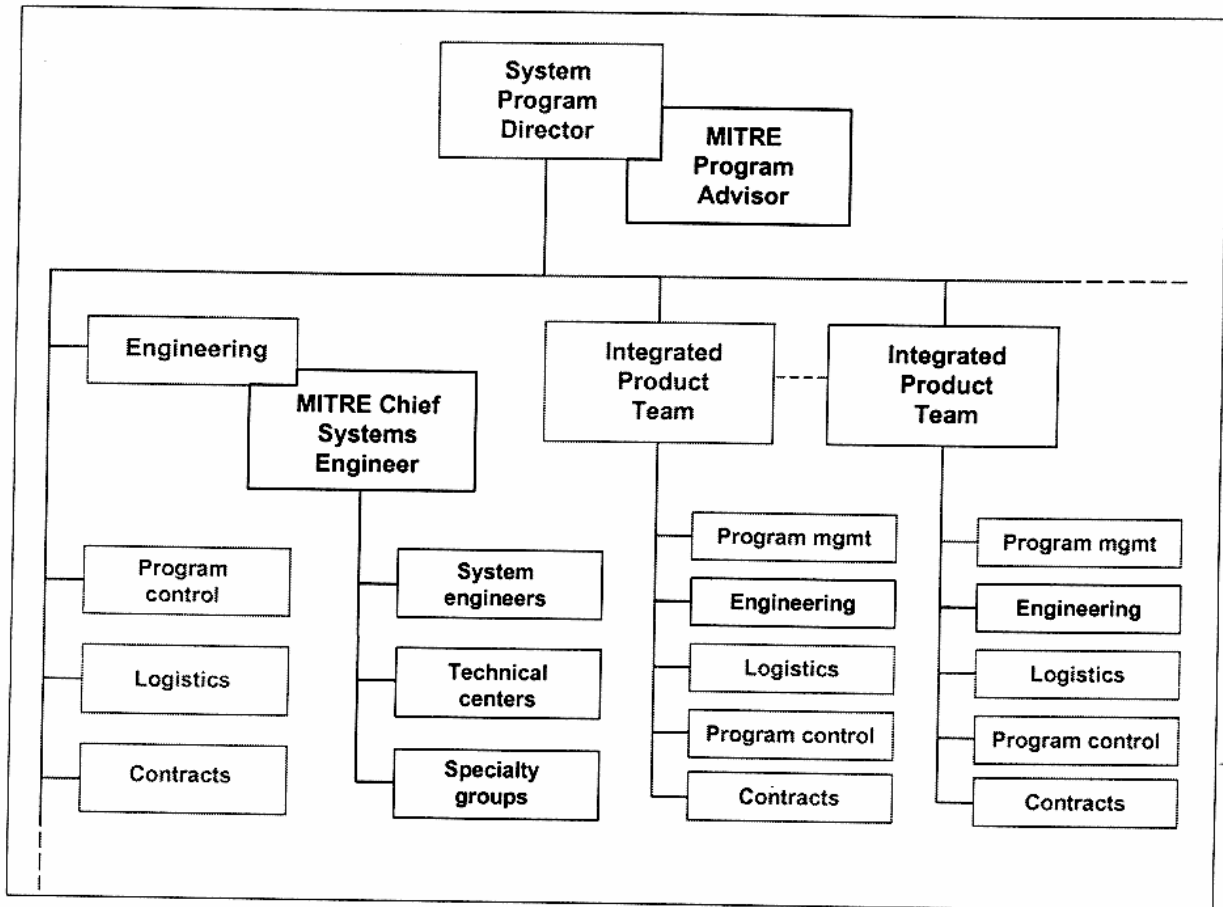 System
Program
Director
MITRE
Program
Advisor
Engineering
MITRE Chief
Systems
Engineer
Integrated
Product
Team
Integrated
Product
Team
Program
control
Logistics
Contracts
System
engineers
Technical
centers
Specialty
groups
Program mgmt
Engineering
Logistics
Program control
Contracts
Program mgmt
Engineering
Logistics
Program control
Contracts